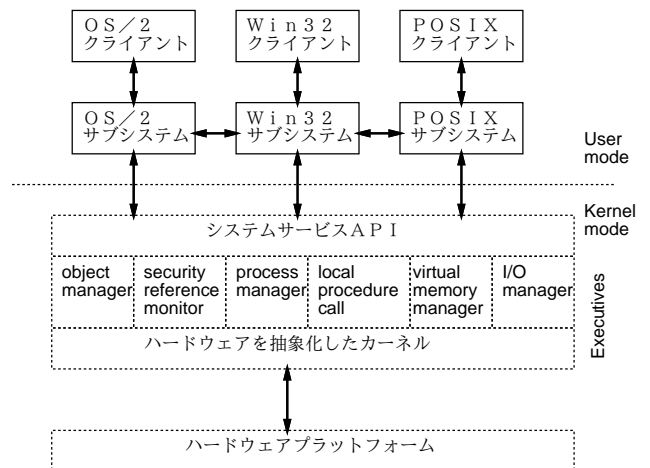 ＯＳ／２
クライアント
Ｗｉｎ３２
クライアント
ＰＯＳＩＸ
クライアント
ＯＳ／２
サブシステム
Ｗｉｎ３２
サブシステム
ＰＯＳＩＸ
サブシステム
User
mode
Kernel
mode
システムサービスＡＰＩ
object
manager
security
reference
monitor
process
manager
local
procedure
call
virtual
memory
manager
I/O
manager
Executives
ハードウェアを抽象化したカーネル
ハードウェアプラットフォーム